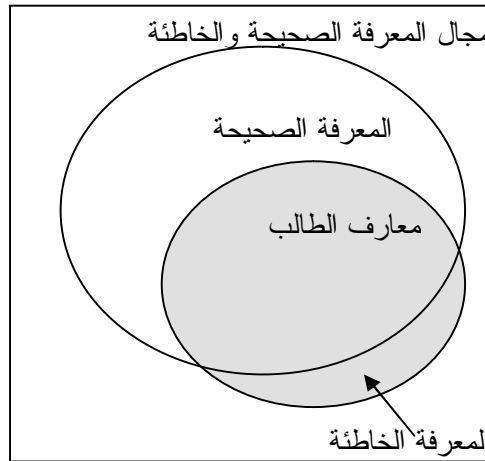 مجال المعرفة الصحيحة والخاطئة
المعرفة الصحيحة
معارف الطالب
المعرفة الخاطئة